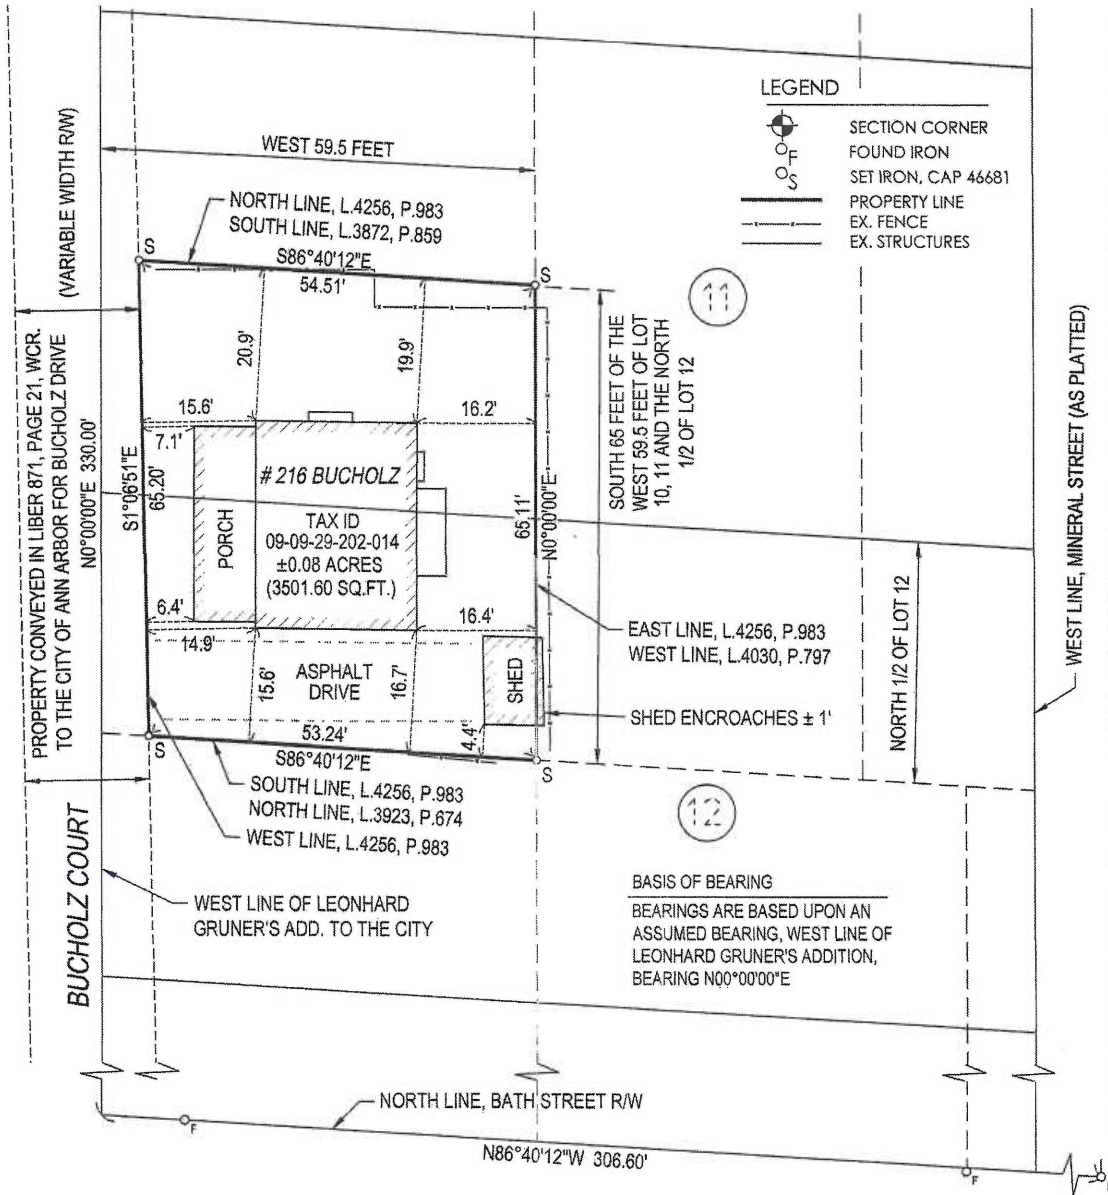 LEGEND
SECTION CORNER
F FOUND IRON
S SET IRON, CAP 46681
PROPERTY LINE
EX. FENCE
EX. STRUCTURES
WEST 59.5 FEET
(VARIABLE WIDTH R/W)
NORTH LINE, L.4256, P.983
SOUTH LINE, L.3872, P.859
S86°40'12"E
54.51'
S
S
11
PROPERTY CONVEYED IN LIBER 871, PAGE 21, WCR.
TO THE CITY OF ANN ARBOR FOR BUCHOLZ DRIVE
N0°00'00"E 330.00'
S1°06'51"E
65.20'
20.9'
19.9'
15.6'
7.1'
16.2'
# 216 BUCHOLZ
TAX ID
09-09-29-202-014
±0.08 ACRES
(3501.60 SQ.FT.)
PORCH
65.11'
N0°00'00"E
SOUTH 65 FEET OF THE
WEST 59.5 FEET OF LOT
10, 11 AND THE NORTH
1/2 OF LOT 12
WEST LINE, MINERAL STREET (AS PLATTED)
NORTH 1/2 OF LOT 12
6.4'
14.9'
16.4'
15.6'
ASPHALT
DRIVE
16.7'
SHED
4.4'
EAST LINE, L.4256, P.983
WEST LINE, L.4030, P.797
SHED ENCROACHES ± 1'
53.24'
S86°40'12"E
S
S
SOUTH LINE, L.4256, P.983
NORTH LINE, L.3923, P.674
WEST LINE, L.4256, P.983
12
BUCHOLZ COURT
WEST LINE OF LEONHARD
GRUNER'S ADD. TO THE CITY
BASIS OF BEARING
BEARINGS ARE BASED UPON AN
ASSUMED BEARING, WEST LINE OF
LEONHARD GRUNER'S ADDITION,
BEARING N00°00'00"E
NORTH LINE, BATH STREET R/W
F
N86°40'12"W 306.60'
F